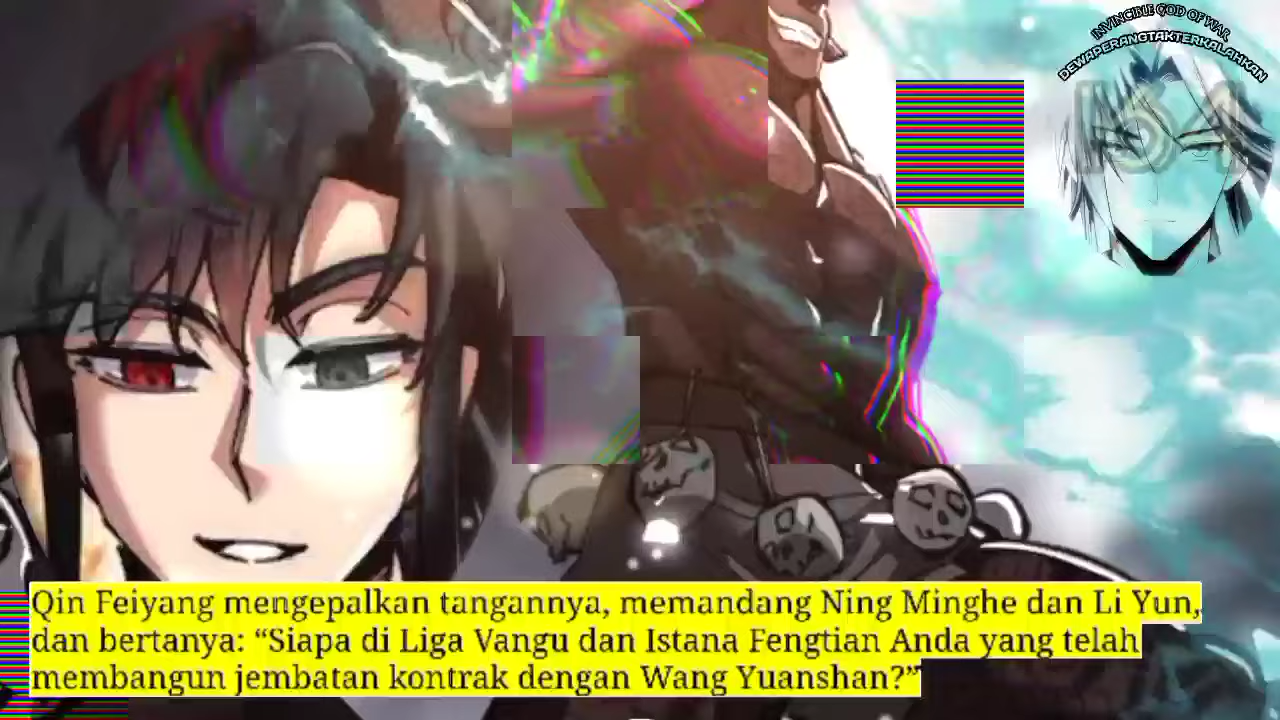 INVINCIBLE GOD OF WAR
DEWAPERANGTAKTERKALAHKAN
Qin Feiyang mengepalkan tangannya, memandang Ning Minghe dan Li Yun,
dan bertanya: “Siapa di Liga Vangu dan Istana Fengtian Anda yang telah
membangun jembatan kontrak dengan Wang Yuanshan?”